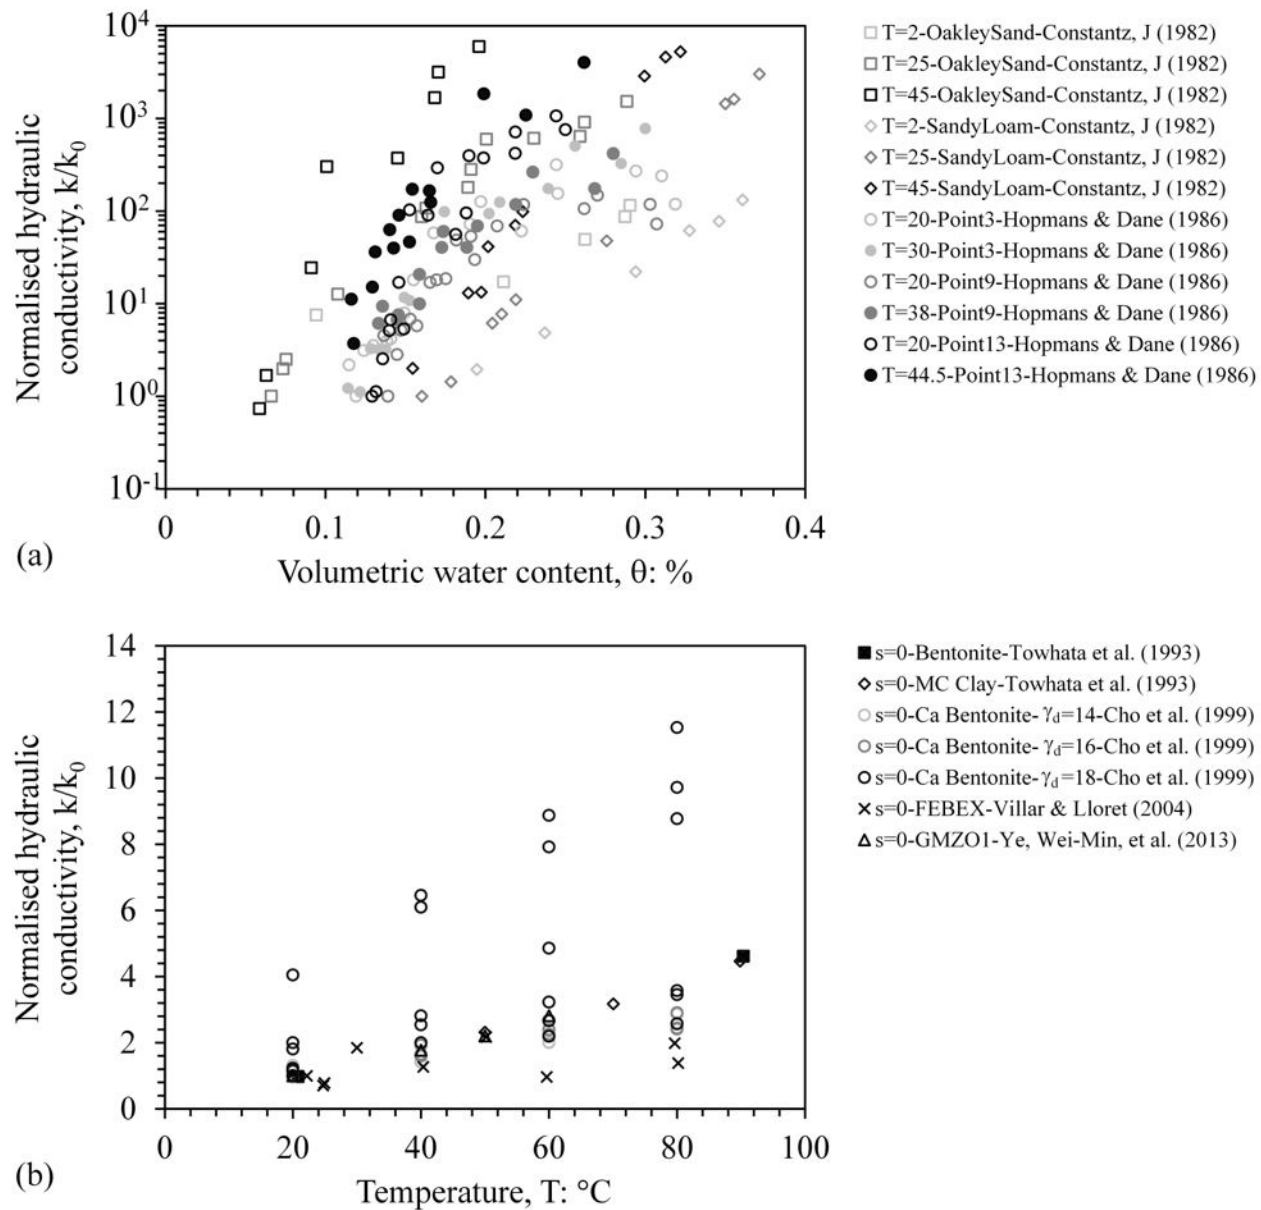 Normalised hydraulic
conductivity, k/k₀
10⁴
10³
10²
10¹
10⁰
10⁻¹
0
0.1
0.2
0.3
0.4
Volumetric water content, θ: %
(a)
T=2-OakleySand-Constantz, J (1982)
T=25-OakleySand-Constantz, J (1982)
T=45-OakleySand-Constantz, J (1982)
T=2-SandyLoam-Constantz, J (1982)
T=25-SandyLoam-Constantz, J (1982)
T=45-SandyLoam-Constantz, J (1982)
T=20-Point3-Hopmans & Dane (1986)
T=30-Point3-Hopmans & Dane (1986)
T=20-Point9-Hopmans & Dane (1986)
T=38-Point9-Hopmans & Dane (1986)
T=20-Point13-Hopmans & Dane (1986)
T=44.5-Point13-Hopmans & Dane (1986)
Normalised hydraulic
conductivity, k/k₀
14
12
10
8
6
4
2
0
0
20
40
60
80
100
Temperature, T: °C
(b)
s=0-Bentonite-Towhata et al. (1993)
s=0-MC Clay-Towhata et al. (1993)
s=0-Ca Bentonite- γd=14-Cho et al. (1999)
s=0-Ca Bentonite- γd=16-Cho et al. (1999)
s=0-Ca Bentonite- γd=18-Cho et al. (1999)
s=0-FEBEX-Villar & Lloret (2004)
s=0-GMZO1-Ye, Wei-Min, et al. (2013)